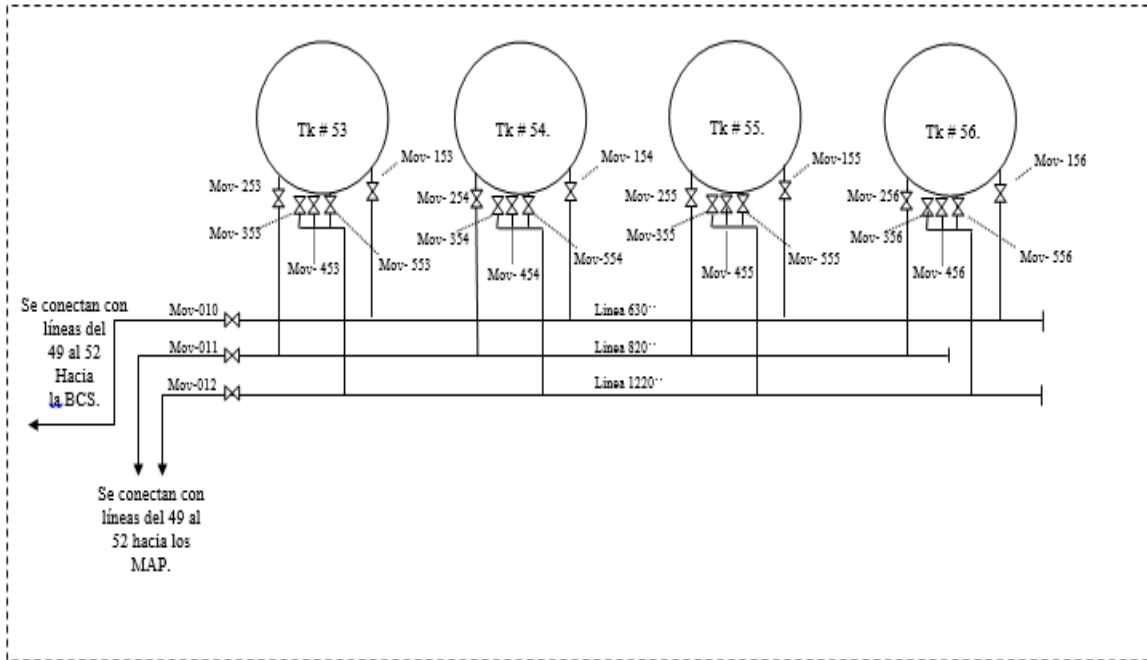 Tk # 53
Tk # 54.
Tk # 55.
Tk # 56.
Mov- 153
Mov- 154
Mov-155
Mov- 156
Mov- 253
Mov- 254
Mov- 255
Mov- 256
Mov- 353
Mov- 453
Mov- 553
Mov- 354
Mov- 454
Mov-554
Mov-355
Mov- 455
Mov- 555
Mov- 356
Mov- 456
Mov- 556
Se conectan con
líneas del
49 al 52
Hacia
la BCS.
Mov-010
Línea 630``
Mov-011
Línea 820``
Mov-012
Línea 1220``
Se conectan con
líneas del 49 al
52 hacia los
MAP.